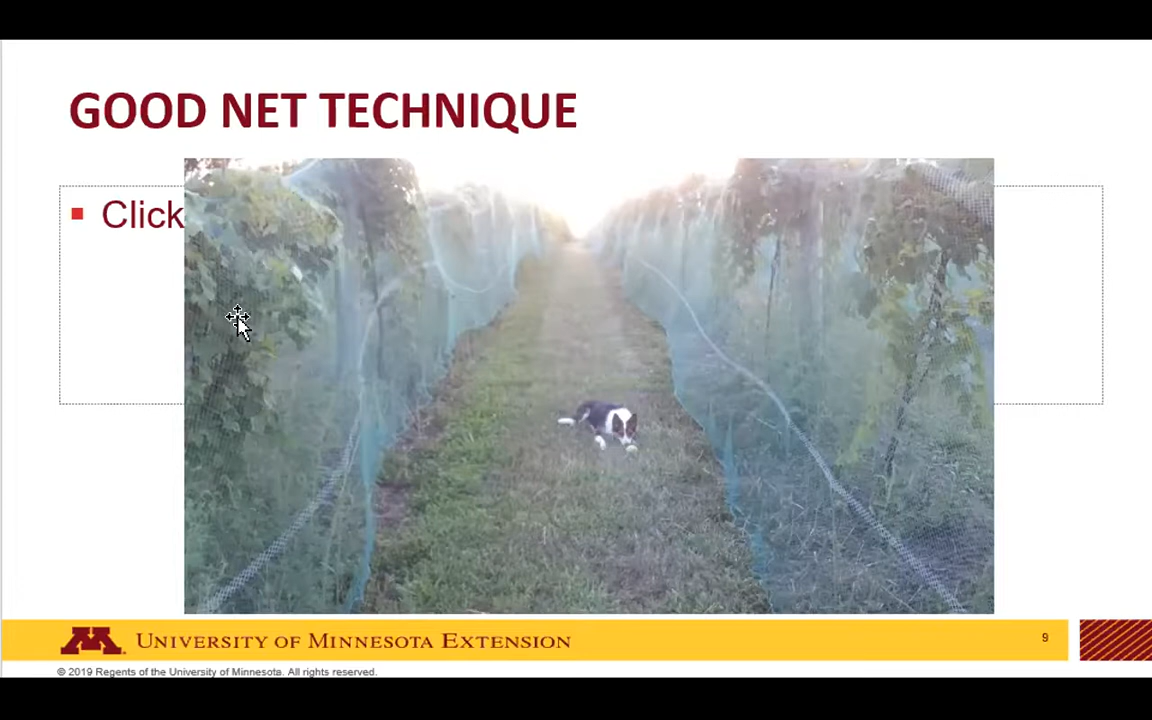 GOOD NET TECHNIQUE
Click
M UNIVERSITY OF MINNESOTA EXTENSION
9
© 2019 Regents of the University of Minnesota. All rights reserved.